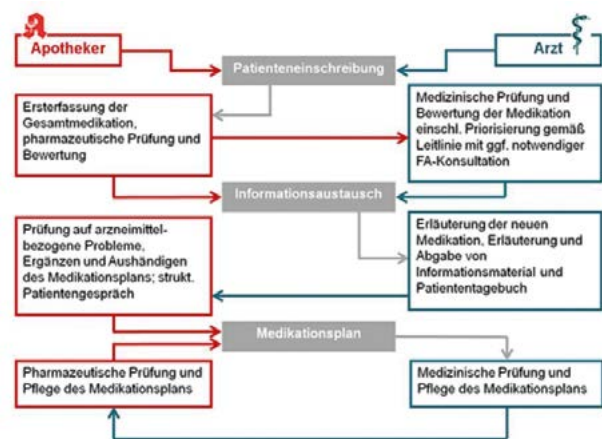 Apotheker
Arzt
Patienteneinschreibung
Ersterfassung der
Gesamtmedikation,
pharmazeutische Prüfung und
Bewertung
Medizinische Prüfung und
Bewertung der Medikation
einschl. Priorisierung gemäß
Leitlinie mit ggf. notwendiger
FA-Konsultation
Informationsaustausch
Prüfung auf arzneimittel-
bezogene Probleme,
Ergänzen und Aushändigen
des Medikationsplans; strukt.
Patientengespräch
Erläuterung der neuen
Medikation, Erläuterung und
Abgabe von
Informationsmaterial und
Patiententagebuch
Medikationsplan
Pharmazeutische Prüfung und
Pflege des Medikationsplans
Medizinische Prüfung und
Pflege des Medikationsplans